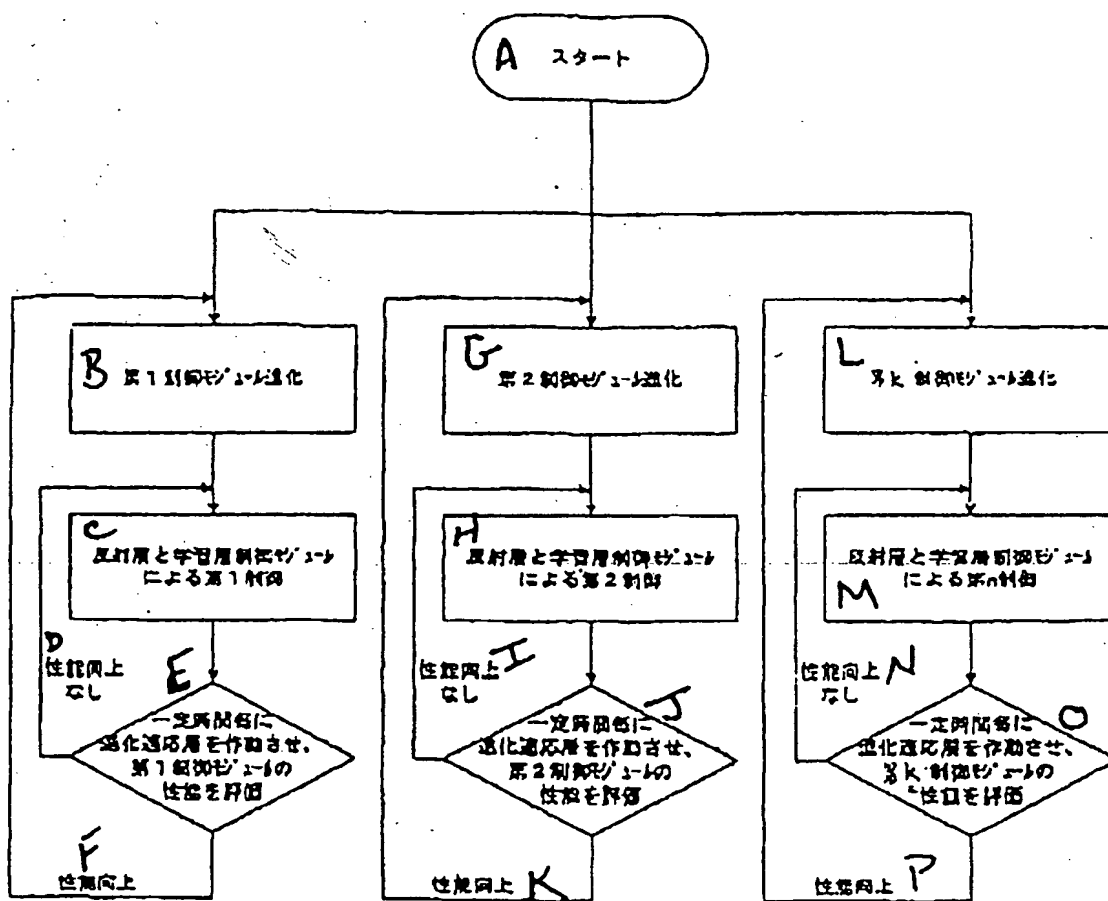 A スタート
B 第1制御モジュール進化
C
反射層と学習層制御モジュール
による第1制御
D
性能向上
なし
E
一定時間毎に
進化適応層を作動させ、
第1制御モジュールの
性能を評価
F
性能向上
G
第2制御モジュール進化
H
反射層と学習層制御モジュール
による第2制御
性能向上 I
なし
J
一定時間毎に
進化適応層を作動させ、
第2制御モジュールの
性能を評価
性能向上 K
L
第k制御モジュール進化
反射層と学習層制御モジュール
による第n制御
M
性能向上 N
なし
O
一定時間毎に
進化適応層を作動させ、
第k制御モジュールの
性能を評価
性能向上 P